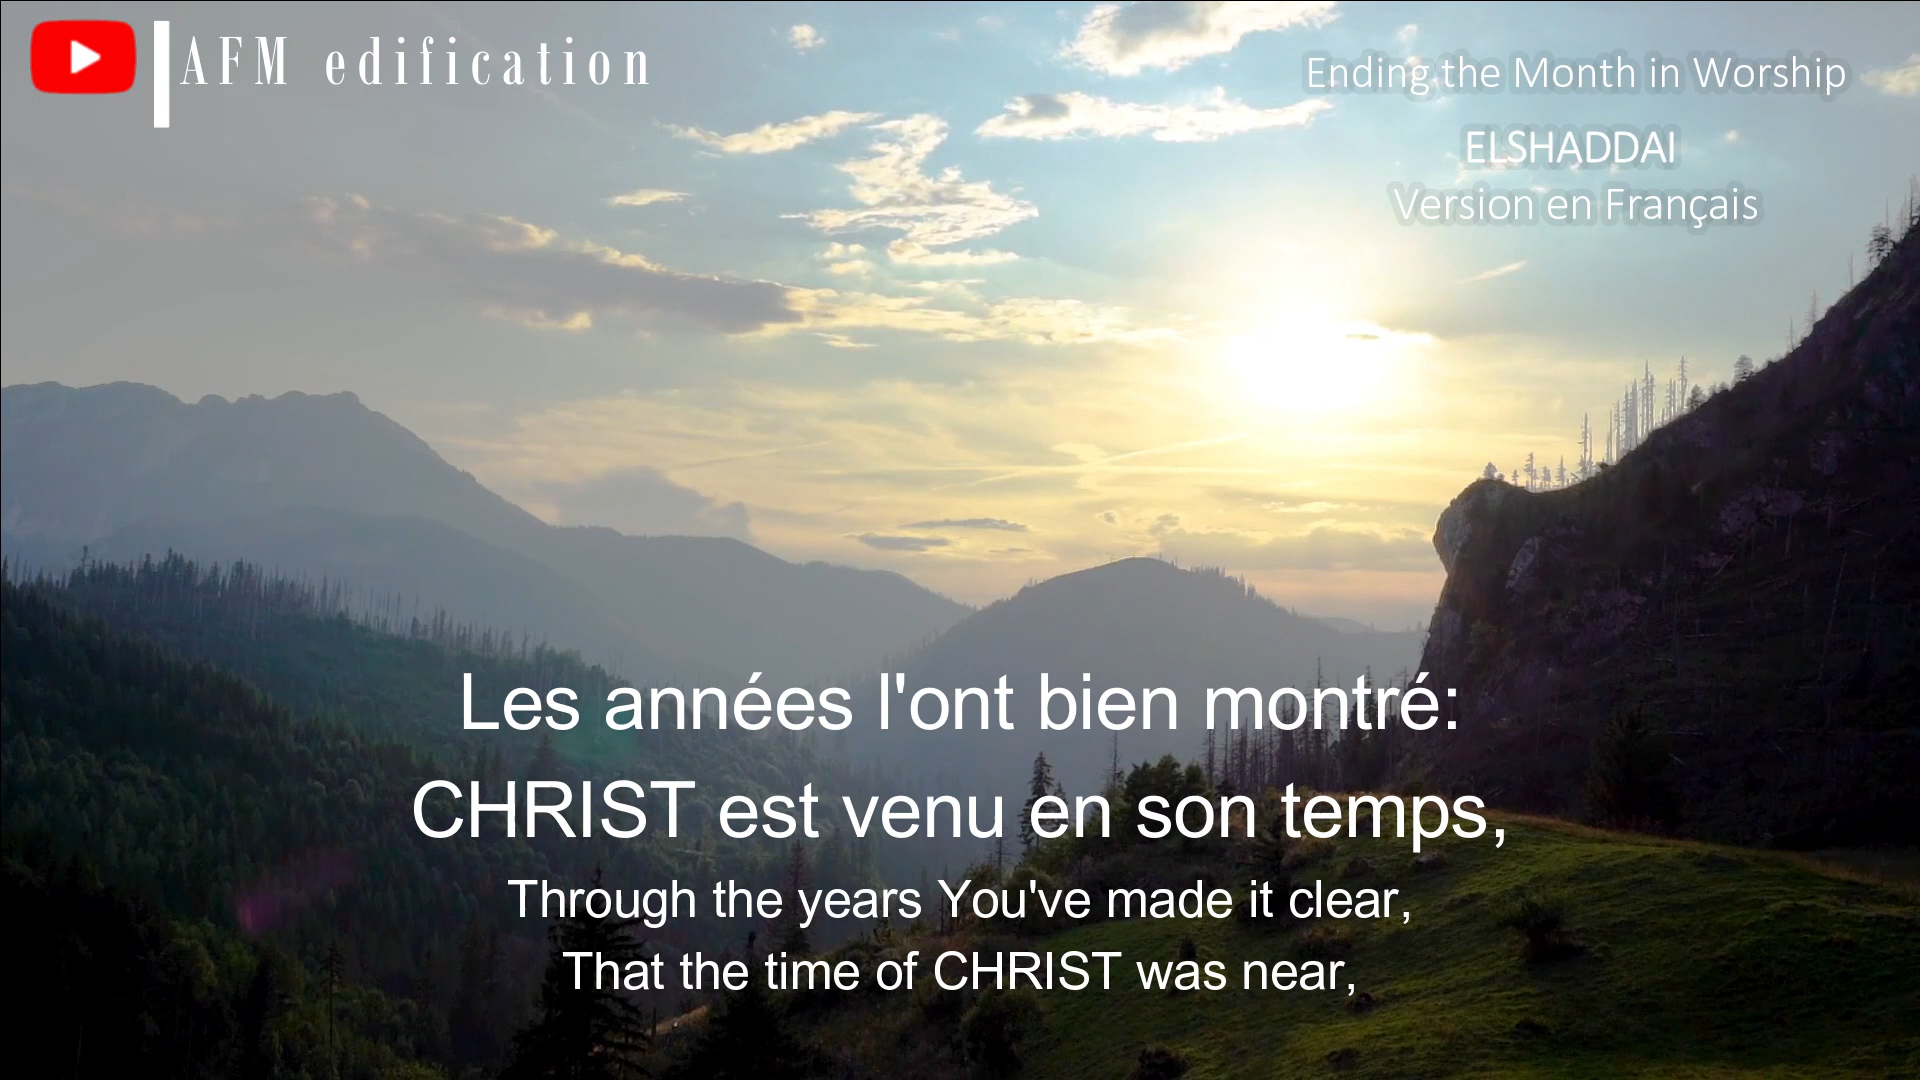 AFM edification
Ending the Month in Worship
ELSHADDAI
Version en Français
Les années l'ont bien montré:
CHRIST est venu en son temps,
Through the years You've made it clear,
That the time of CHRIST was near,